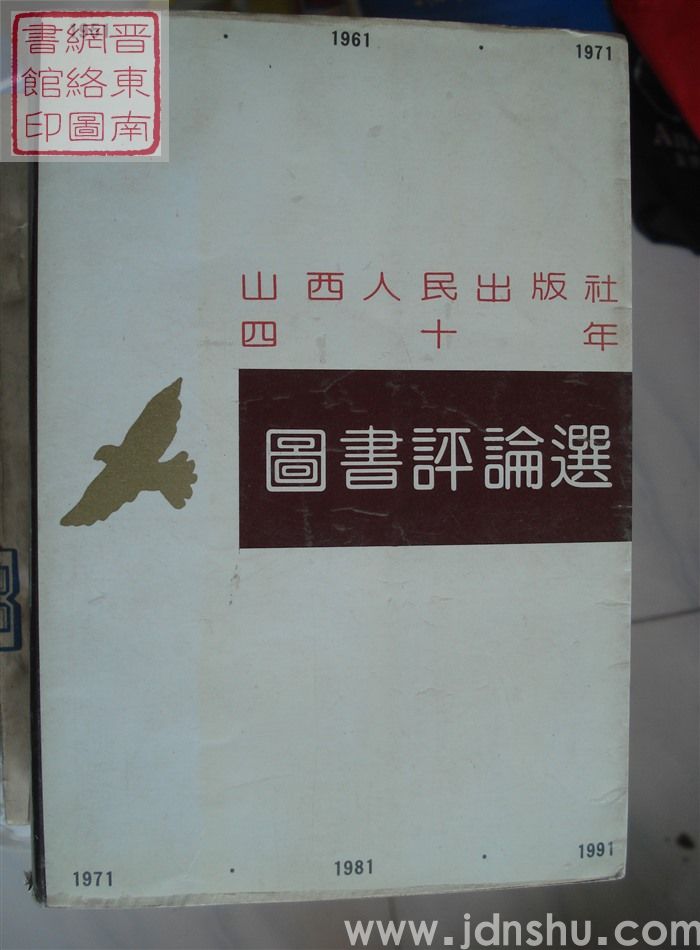 晋東南
網絡圖
書館印
1961 · 1971
山西人民出版社
四十年
圖書評論選
1971 · 1981 · 1991
www.jdnshu.com